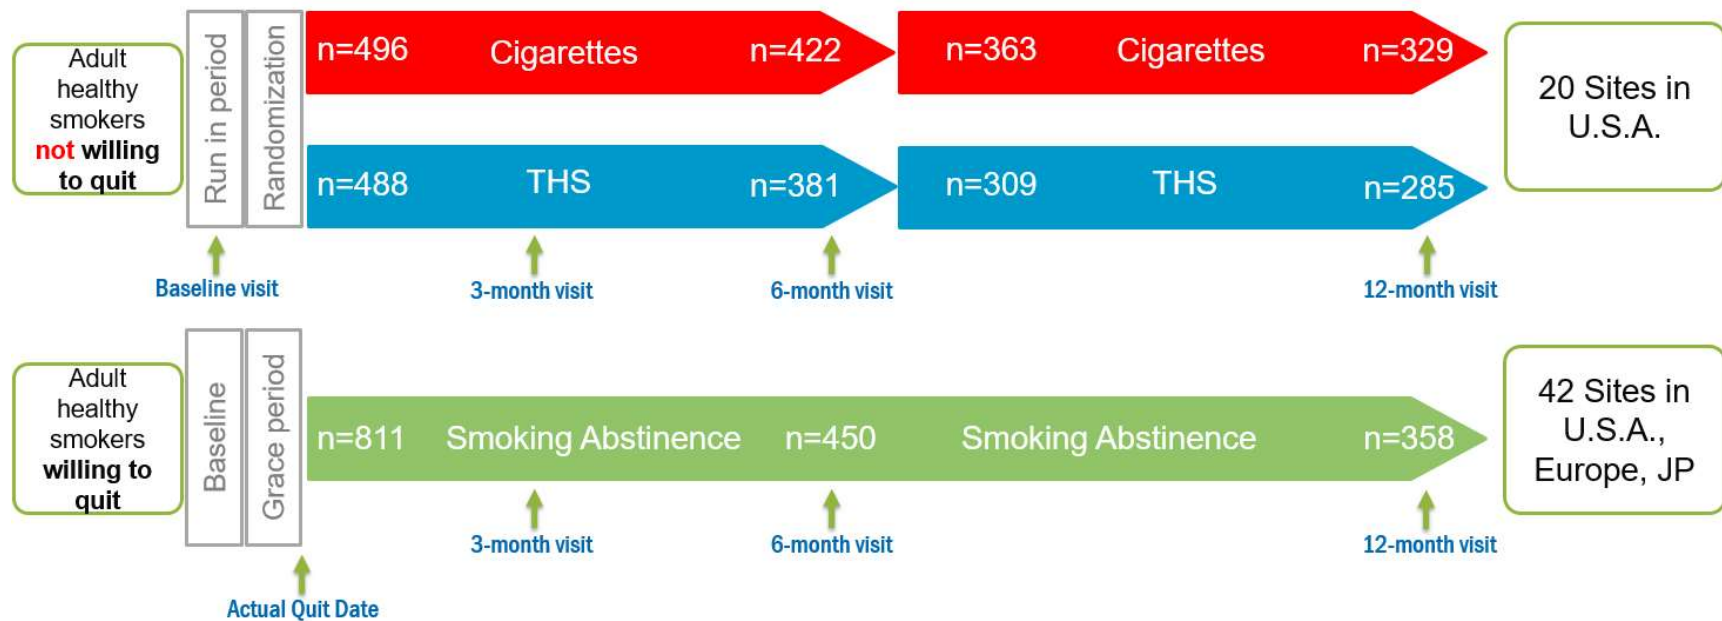 Adult
healthy
smokers
not willing
to quit
Run in period
Randomization
n=496 Cigarettes n=422
n=363 Cigarettes n=329
n=488 THS n=381
n=309 THS n=285
20 Sites in
U.S.A.
Baseline visit
3-month visit
6-month visit
12-month visit
Adult
healthy
smokers
willing to
quit
Baseline
Grace period
n=811 Smoking Abstinence n=450 Smoking Abstinence n=358
42 Sites in
U.S.A.,
Europe, JP
3-month visit
6-month visit
12-month visit
Actual Quit Date